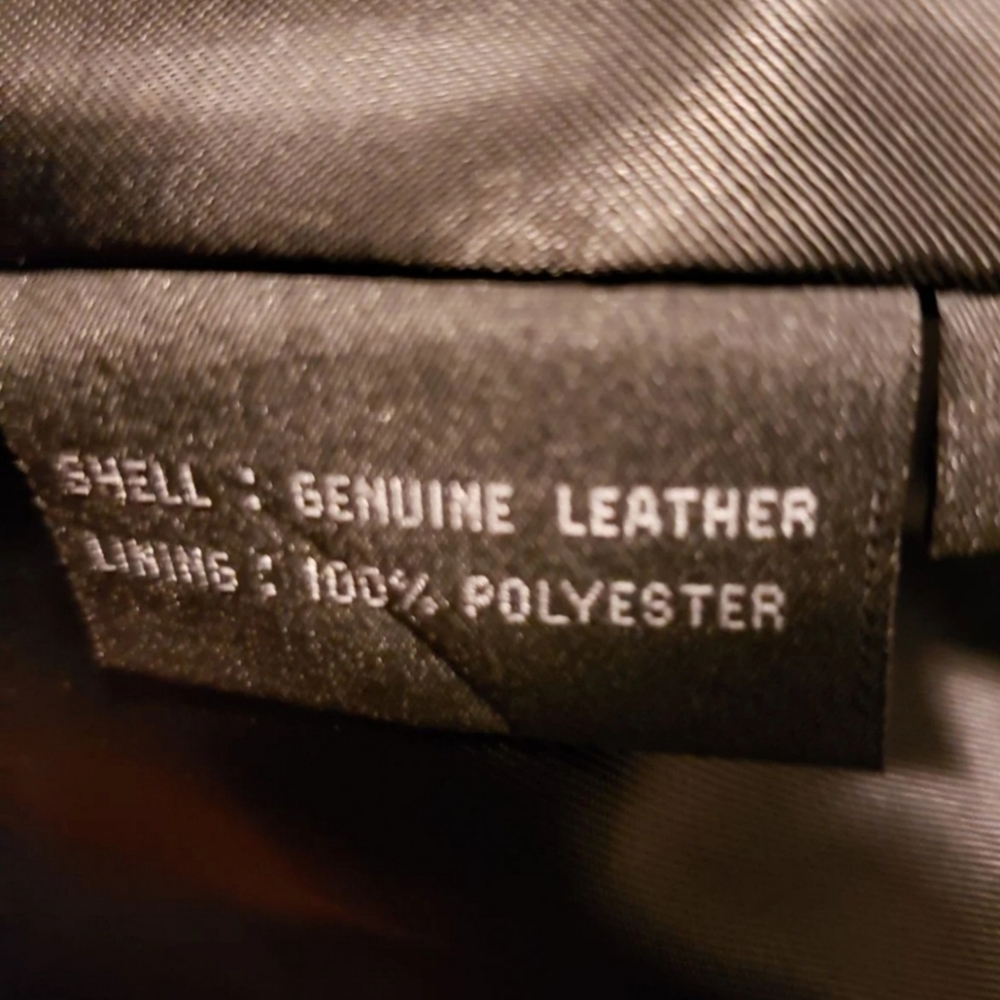 SHELL : GENUINE LEATHER
LINING : 100% POLYESTER